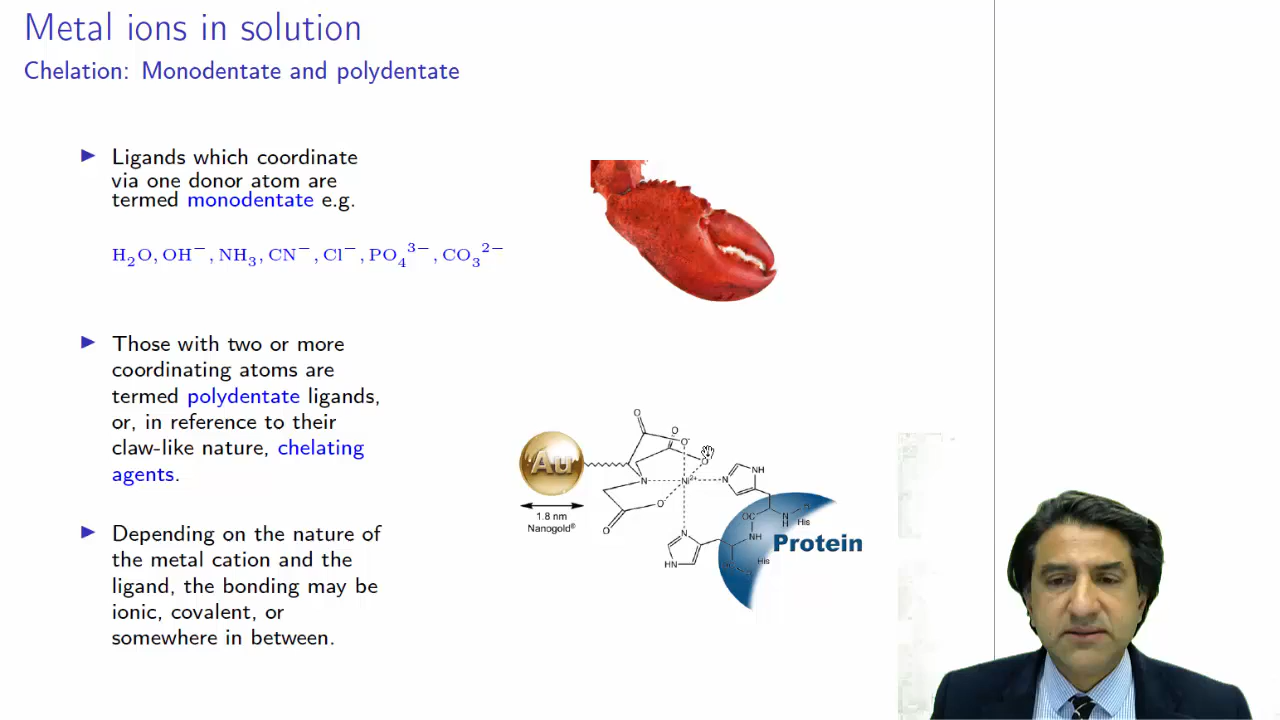 Metal ions in solution
Chelation: Monodentate and polydentate
▶ Ligands which coordinate
via one donor atom are
termed monodentate e.g.
H₂O, OH⁻, NH₃, CN⁻, Cl⁻, PO₄³⁻, CO₃²⁻
▶ Those with two or more
coordinating atoms are
termed polydentate ligands,
or, in reference to their
claw-like nature, chelating
agents.
▶ Depending on the nature of
the metal cation and the
ligand, the bonding may be
ionic, covalent, or
somewhere in between.
O
O
O⁻
O⁻
Au
N
Ni²⁺
N
NH
O⁻
O
1.8 nm
Nanogold®
OC
N
H
His
NH
N
HN
His
Protein